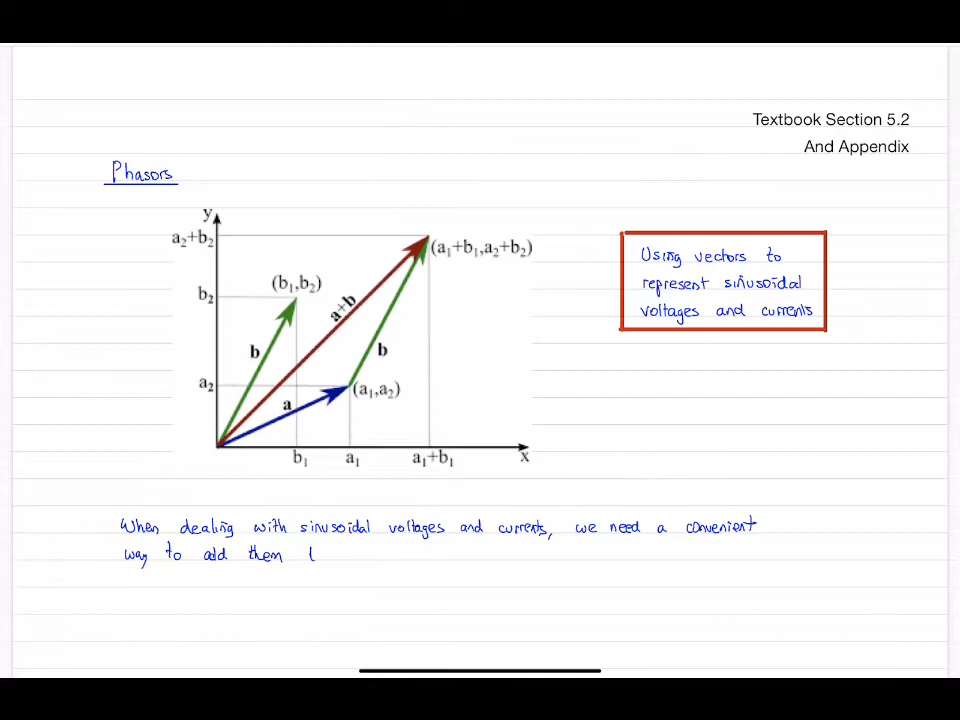 Textbook Section 5.2
And Appendix
Phasors
y
a₂+b₂
(a₁+b₁,a₂+b₂)
(b₁,b₂)
b₂
a+b
b
b
a₂
(a₁,a₂)
a
b₁
a₁
a₁+b₁
x
Using vectors to
represent sinusoidal
voltages and currents
When dealing with sinusoidal voltages and currents, we need a convenient
way to add them